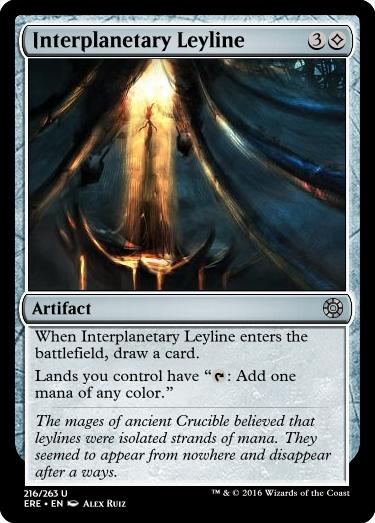 Interplanetary Leyline 3
Artifact
When Interplanetary Leyline enters the
battlefield, draw a card.
Lands you control have “: Add one
mana of any color.”
The mages of ancient Crucible believed that
leylines were isolated strands of mana. They
seemed to appear from nowhere and disappear
after a ways.
216/263 U
ERE • EN Alex Ruiz
™ & © 2016 Wizards of the Coast